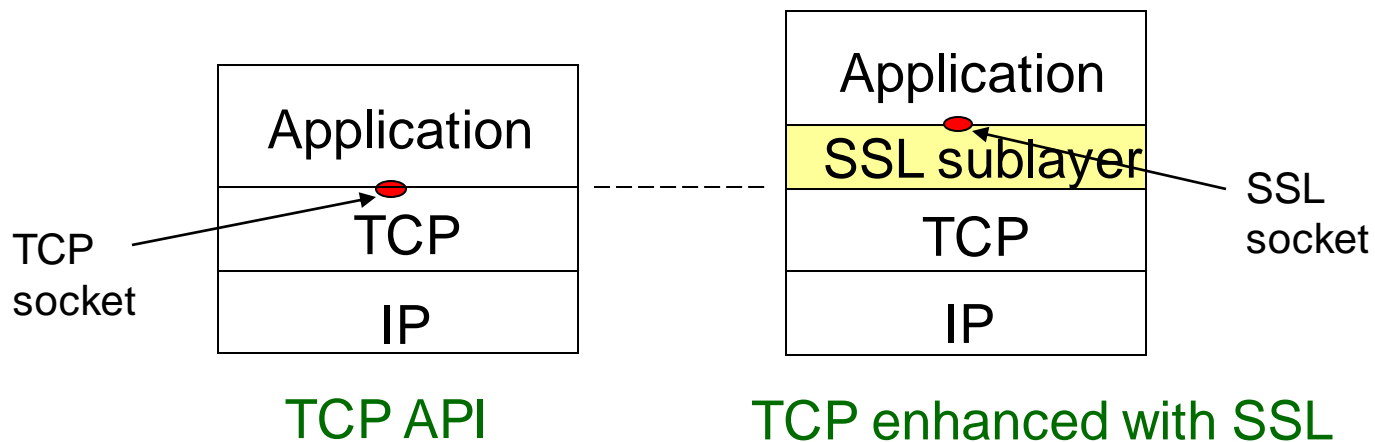 Application
TCP
IP
TCP
socket
TCP API
Application
SSL sublayer
TCP
IP
SSL
socket
TCP enhanced with SSL